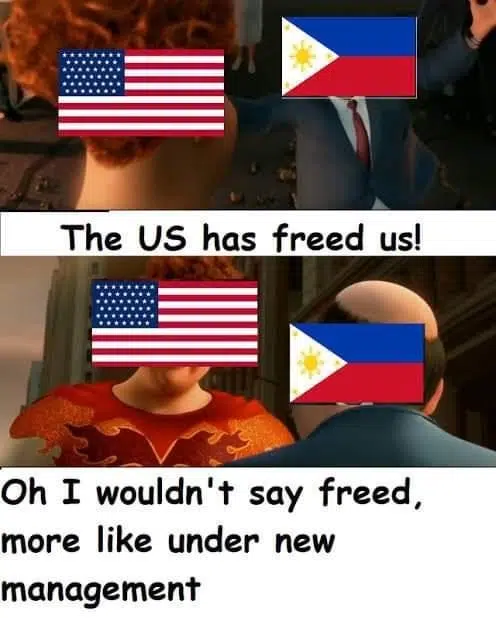 The US has freed us!
Oh I wouldn't say freed,
more like under new
management